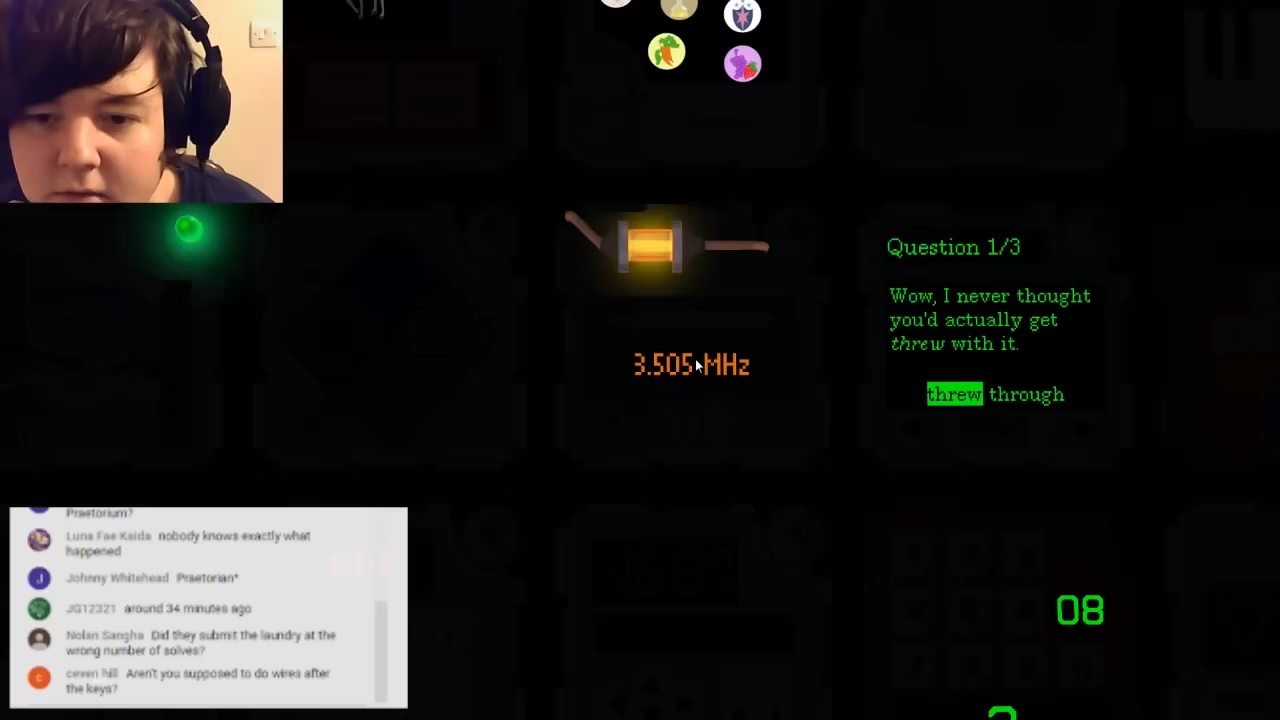 Question 1/3
Wow, I never thought
you'd actually get
threw with it.
3.505 MHz
threw through
Praetorium?
Luna Fae Kaida nobody knows exactly what
happened
Johnny Whitehead Praetorian*
JG12321 around 34 minutes ago
Nolan Sangha Did they submit the laundry at the
wrong number of solves?
ceven hill Aren't you supposed to do wires after
the keys?
08